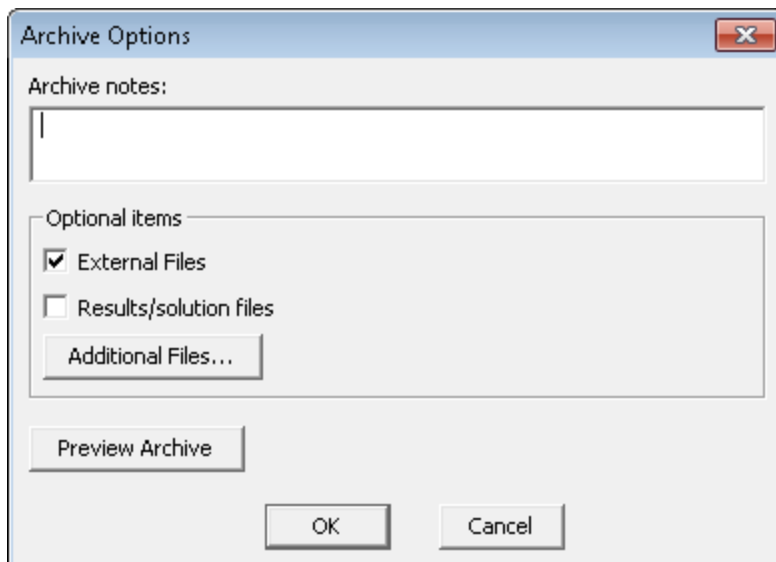 Archive Options
Archive notes:
Optional items
External Files
Results/solution files
Additional Files...
Preview Archive
OK
Cancel